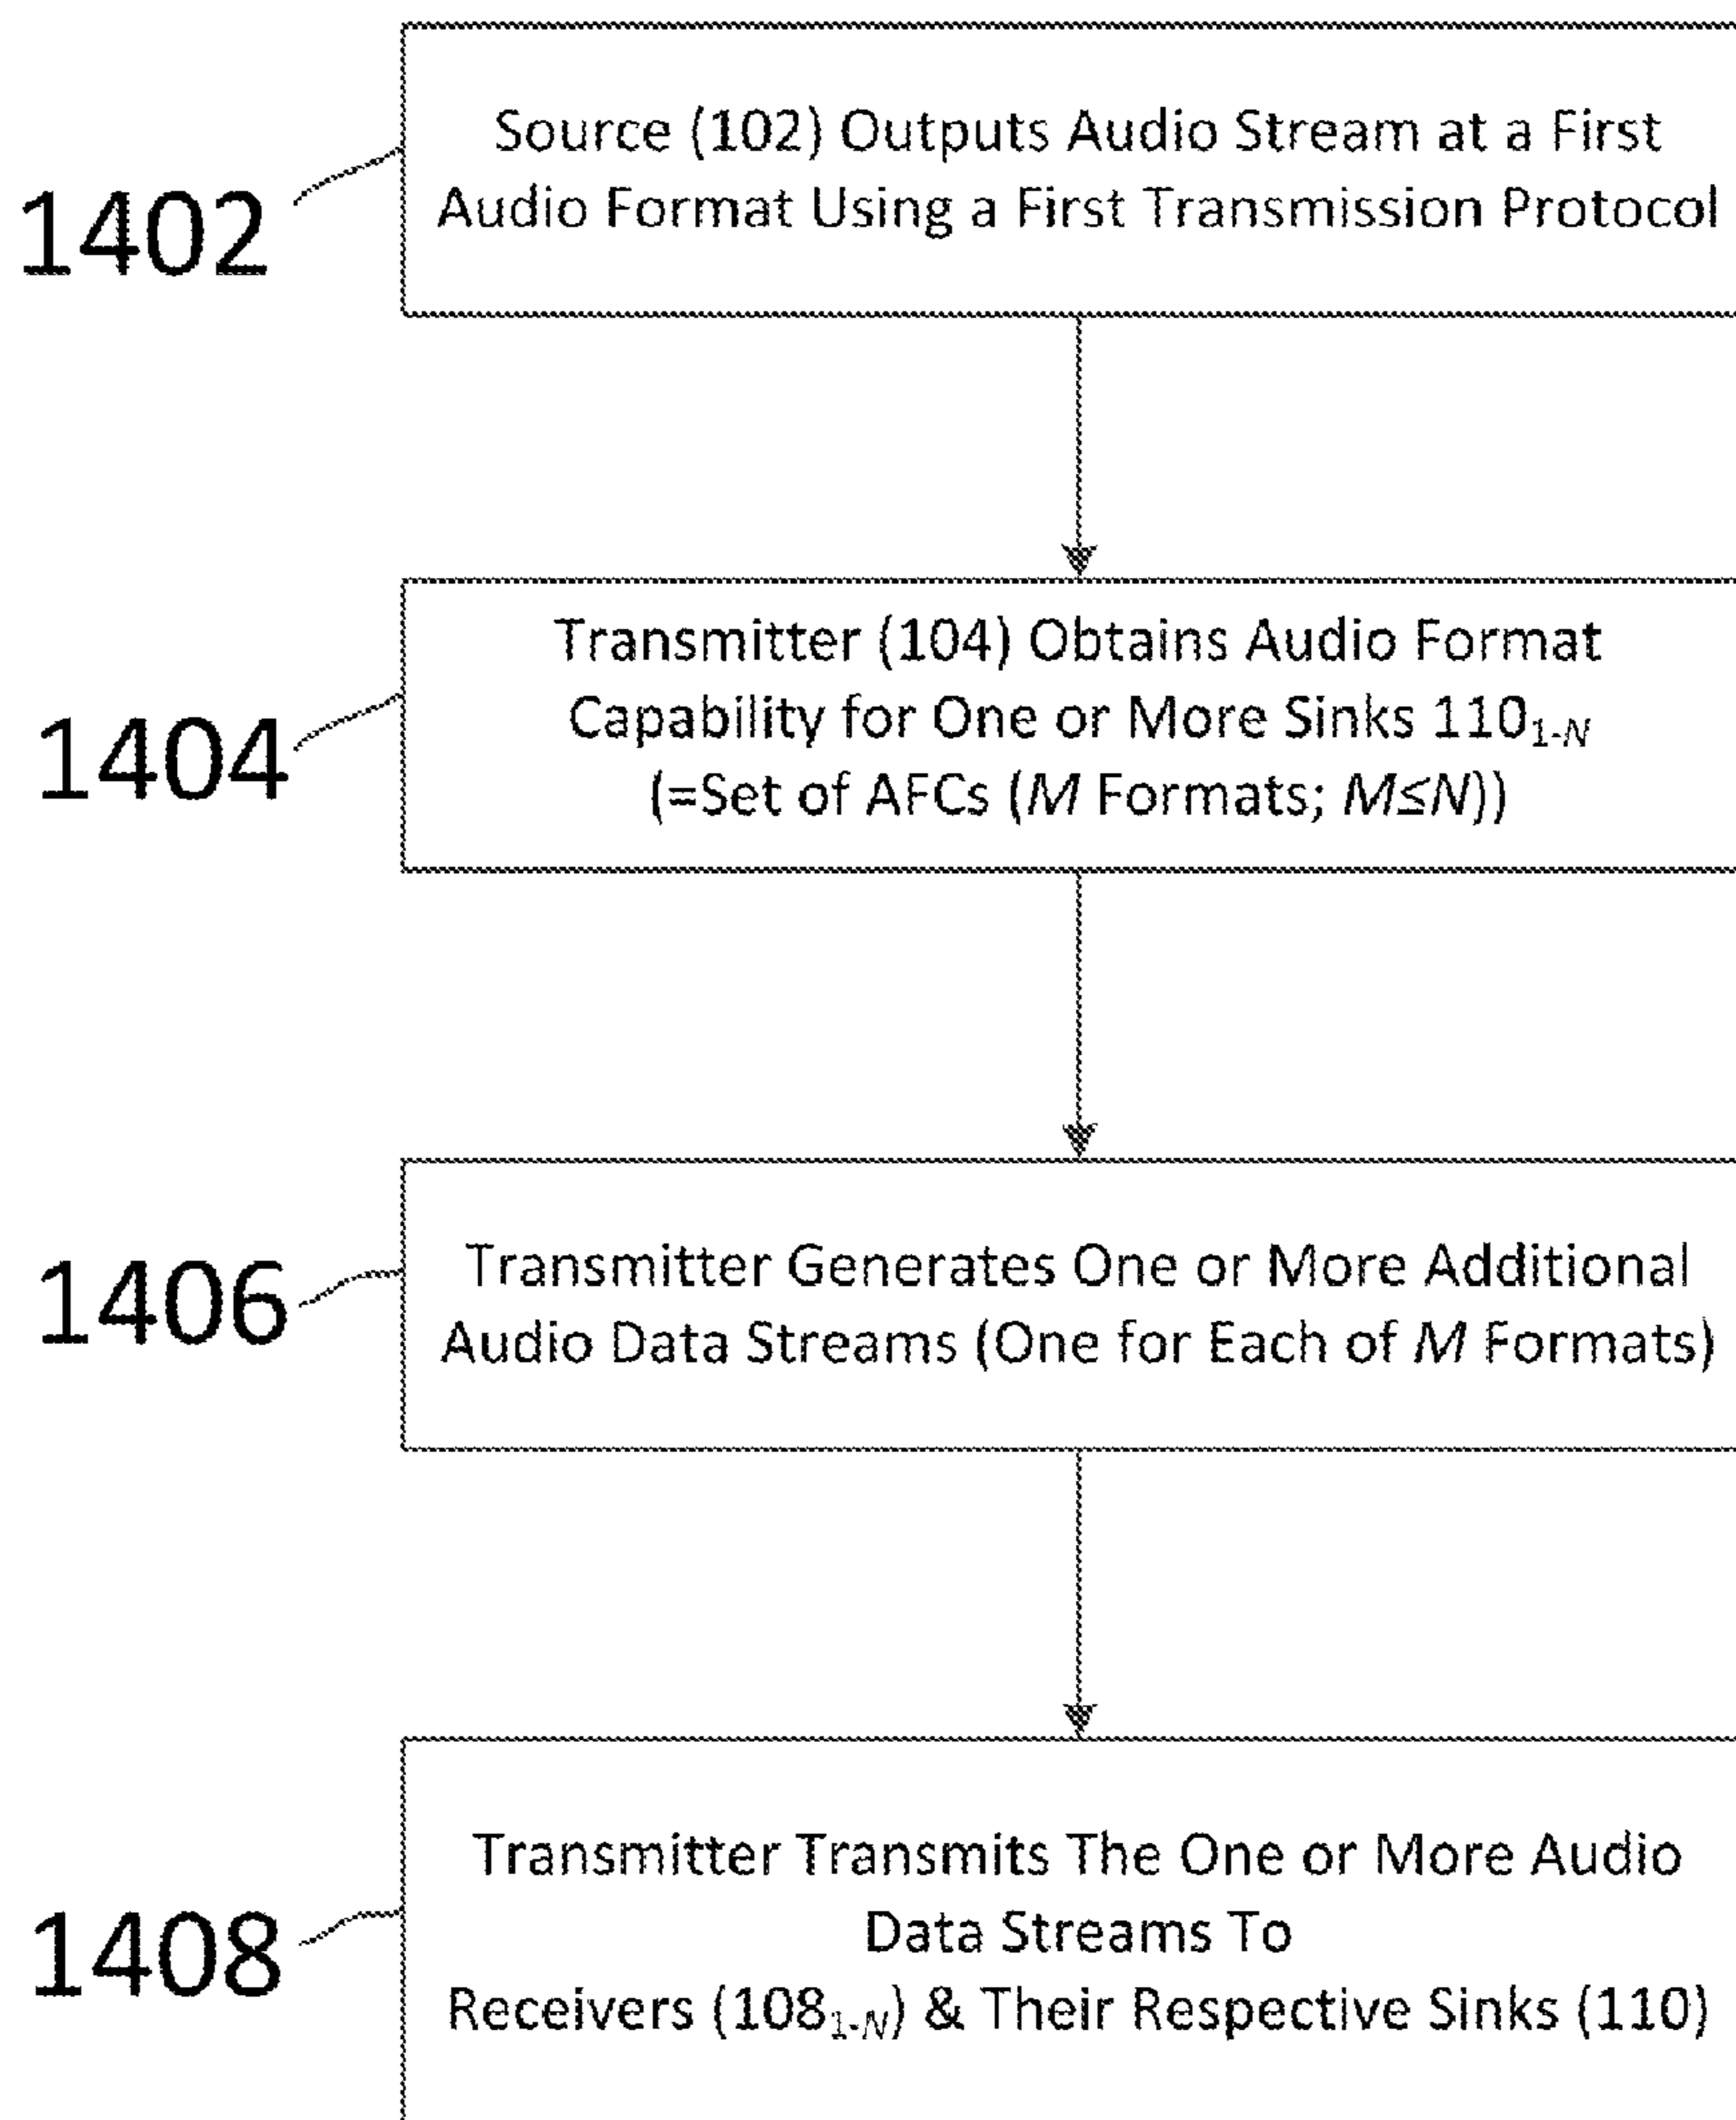 1402
Source (102) Outputs Audio Stream at a First
Audio Format Using a First Transmission Protocol
1404
Transmitter (104) Obtains Audio Format
Capability for One or More Sinks 110₁₋N
(=Set of AFCs (M Formats; M≤N))
1406
Transmitter Generates One or More Additional
Audio Data Streams (One for Each of M Formats)
1408
Transmitter Transmits The One or More Audio
Data Streams To
Receivers (108₁₋N) & Their Respective Sinks (110)